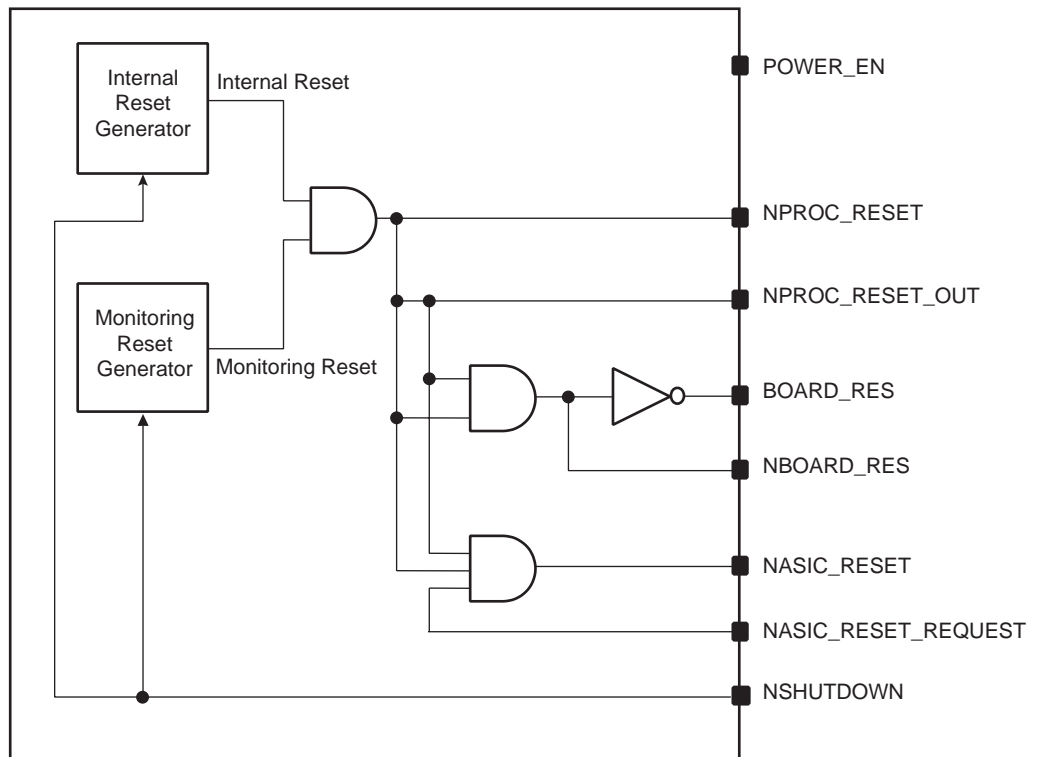 Internal
Reset
Generator
Internal Reset
Monitoring
Reset
Generator
Monitoring Reset
POWER_EN
NPROC_RESET
NPROC_RESET_OUT
BOARD_RES
NBOARD_RES
NASIC_RESET
NASIC_RESET_REQUEST
NSHUTDOWN